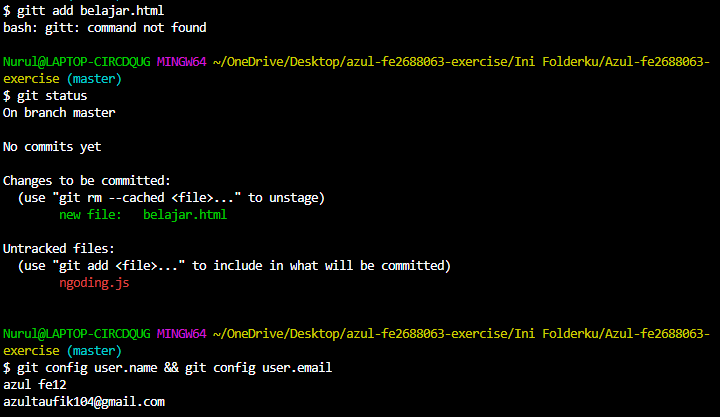 $ gitt add belajar.html
bash: gitt: command not found

Nurul@LAPTOP-CIRCDQUG MINGW64 ~/OneDrive/Desktop/azul-fe2688063-exercise/Ini Folderku/Azul-fe2688063-
exercise (master)
$ git status
On branch master

No commits yet

Changes to be committed:
  (use "git rm --cached <file>..." to unstage)
        new file:   belajar.html

Untracked files:
  (use "git add <file>..." to include in what will be committed)
        ngoding.js

Nurul@LAPTOP-CIRCDQUG MINGW64 ~/OneDrive/Desktop/azul-fe2688063-exercise/Ini Folderku/Azul-fe2688063-
exercise (master)
$ git config user.name && git config user.email
azul fe12
azultaufik104@gmail.com